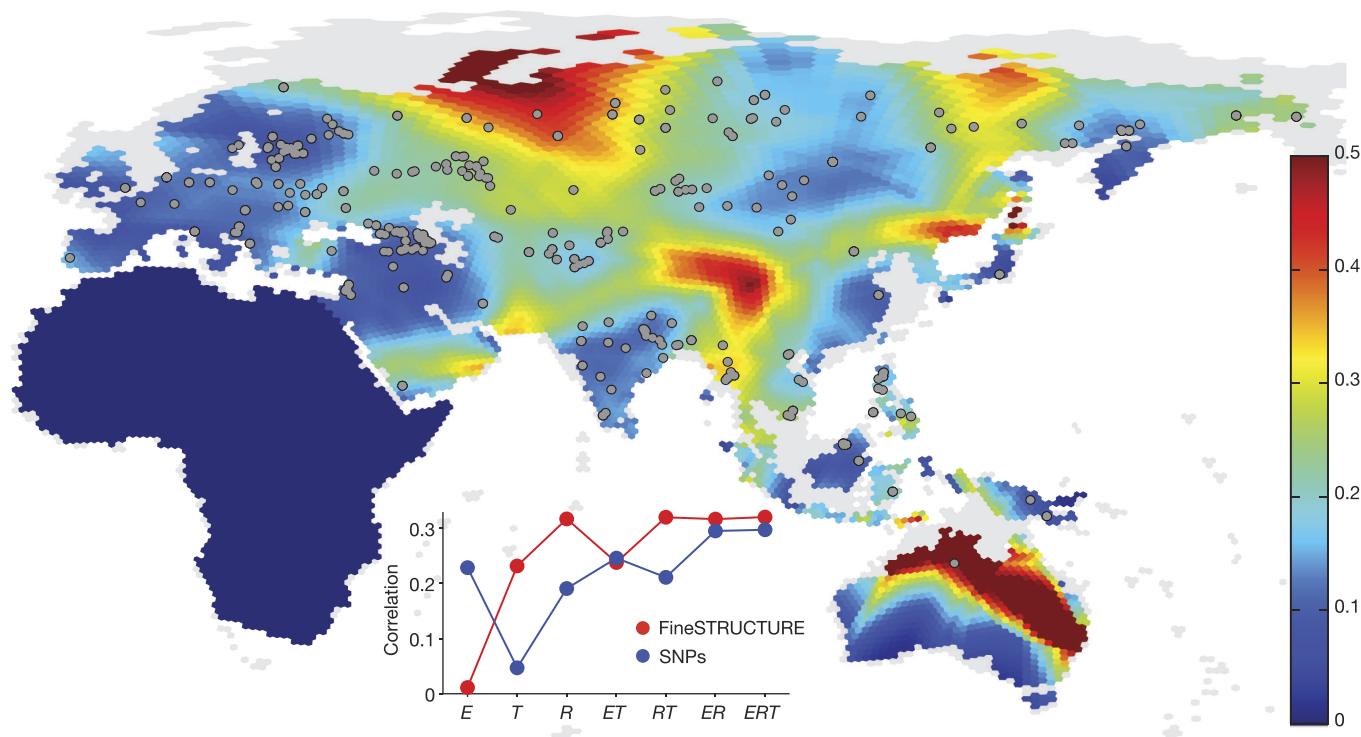 0.5
0.4
0.3
0.2
0.1
0
Correlation
0.3
0.2
0.1
0
FineSTRUCTURE
SNPs
E T R ET RT ER ERT